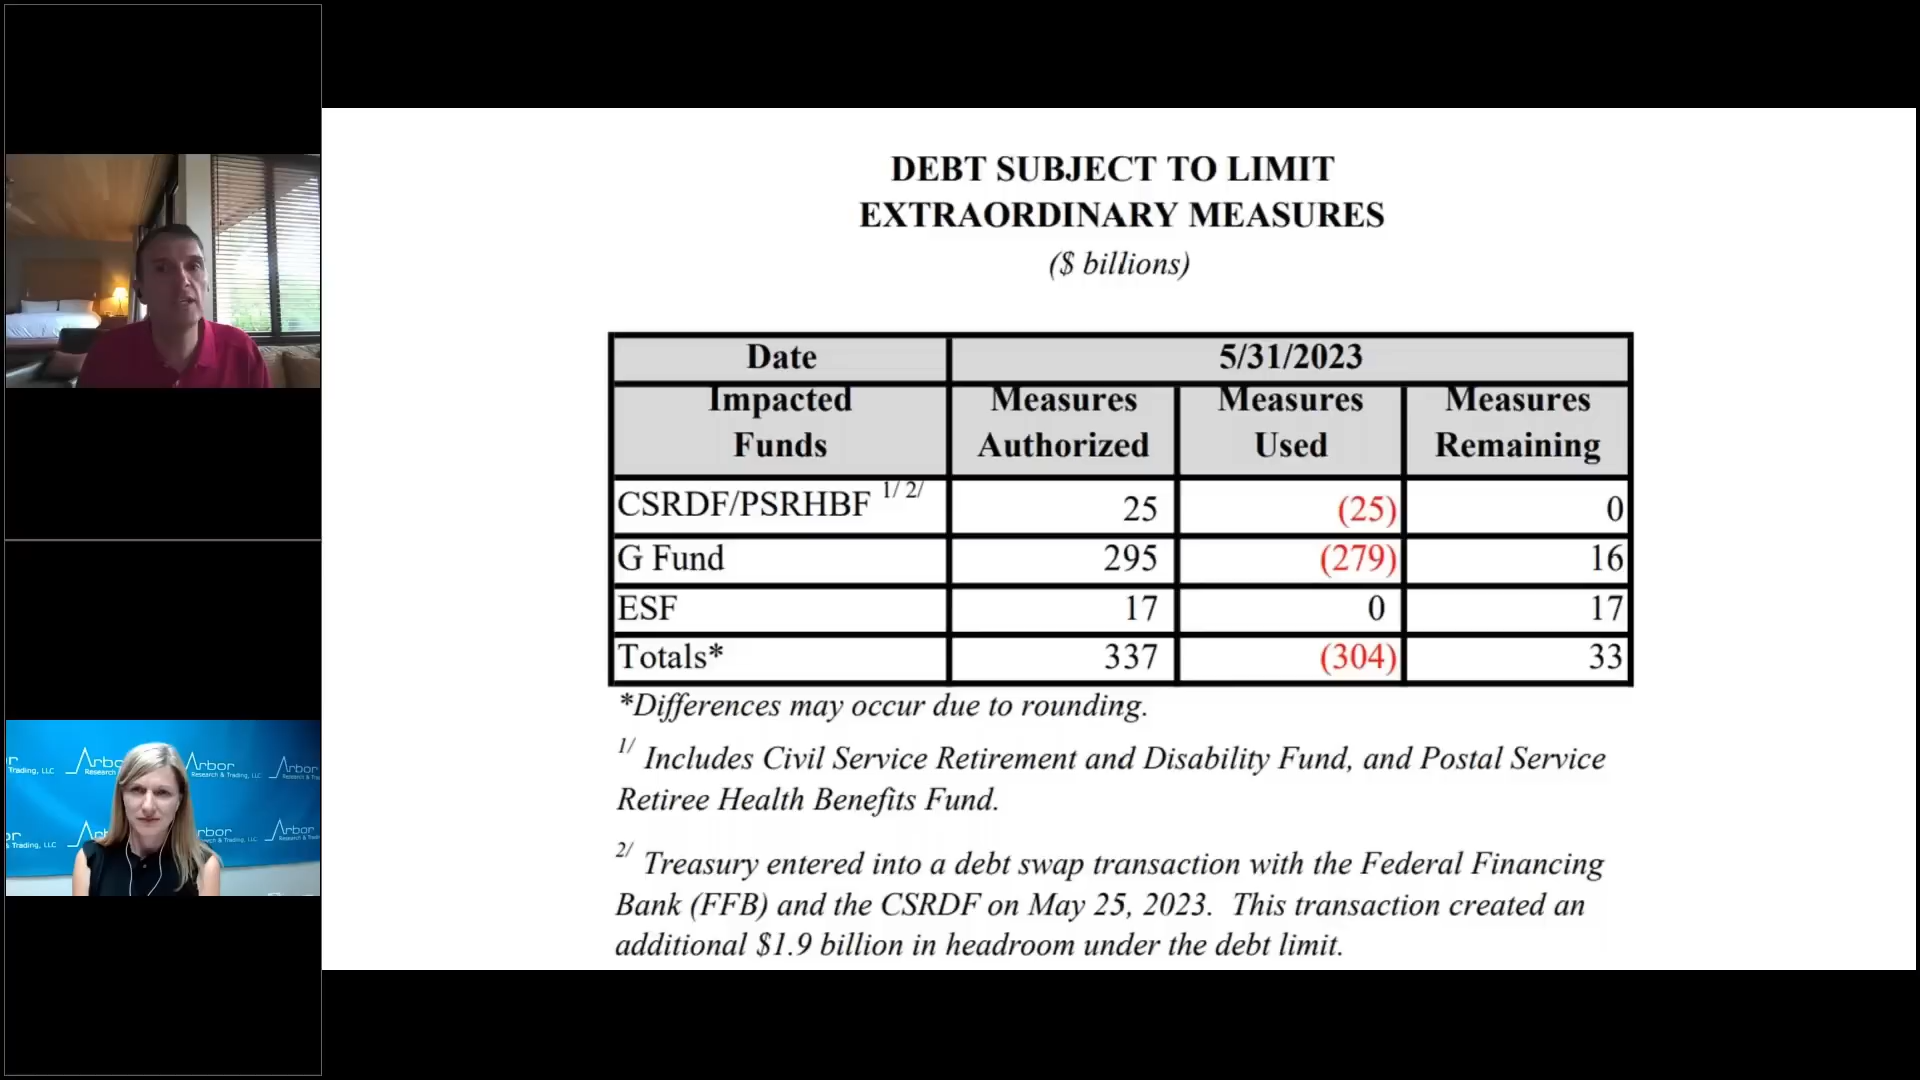 DEBT SUBJECT TO LIMIT
EXTRAORDINARY MEASURES
($ billions)
Date 5/31/2023
Impacted Funds Measures Authorized Measures Used Measures Remaining
CSRDF/PSRHBF 1/ 2/ 25 (25) 0
G Fund 295 (279) 16
ESF 17 0 17
Totals* 337 (304) 33
*Differences may occur due to rounding.
1/ Includes Civil Service Retirement and Disability Fund, and Postal Service
Retiree Health Benefits Fund.
2/ Treasury entered into a debt swap transaction with the Federal Financing
Bank (FFB) and the CSRDF on May 25, 2023. This transaction created an
additional $1.9 billion in headroom under the debt limit.
Arbor
Research & Trading, LLC